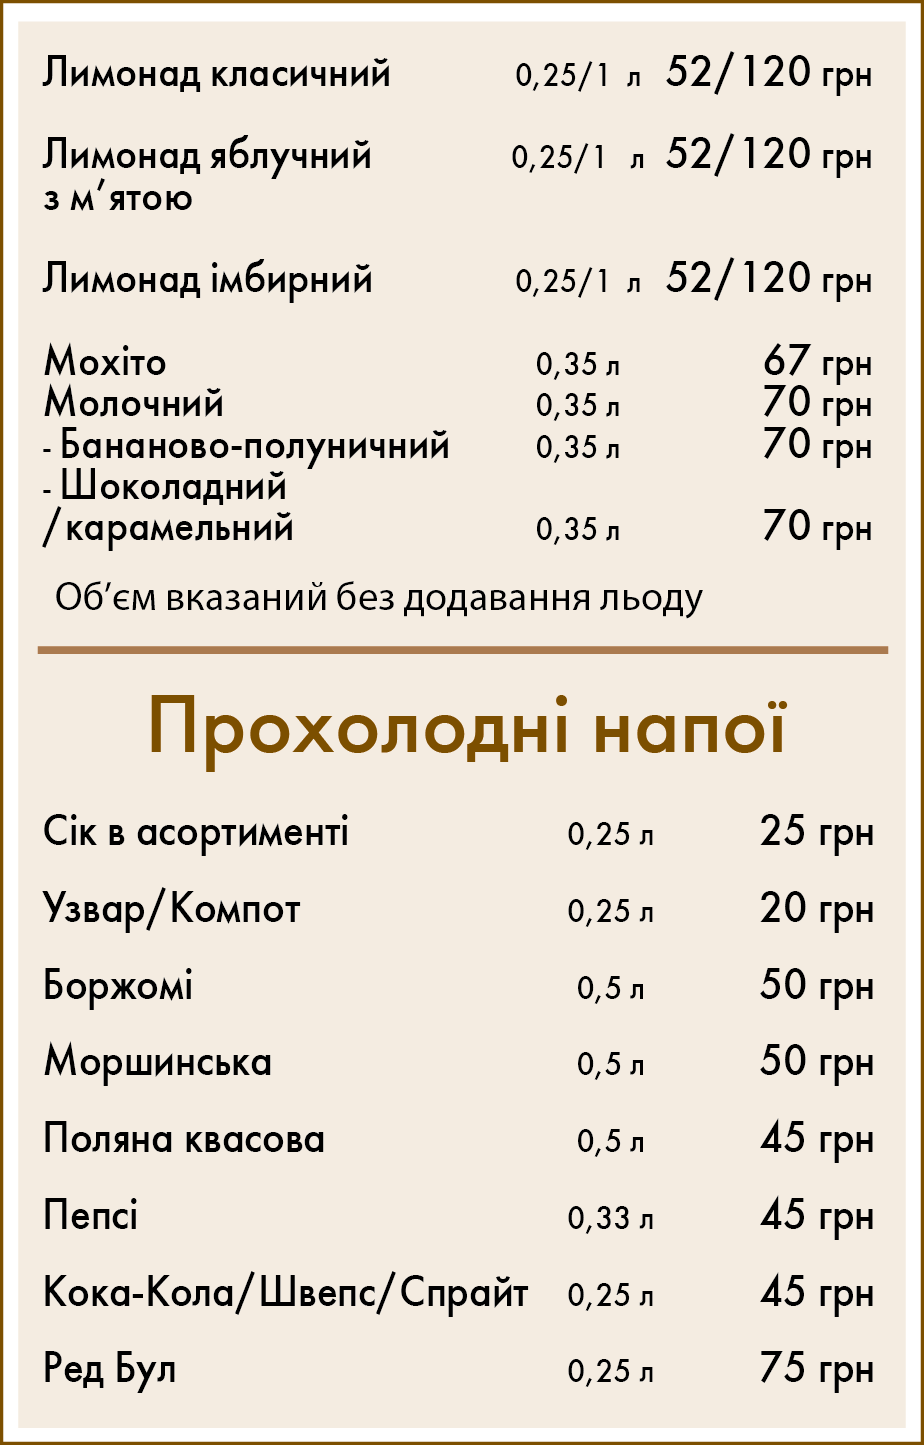 Лимонад класичний 0,25/1 л 52/120 грн
Лимонад яблучний 0,25/1 л 52/120 грн
з м’ятою
Лимонад імбирний 0,25/1 л 52/120 грн
Мохіто 0,35 л 67 грн
Молочний 0,35 л 70 грн
- Бананово-полуничний 0,35 л 70 грн
- Шоколадний
/карамельний 0,35 л 70 грн
Об’єм вказаний без додавання льоду
Прохолодні напої
Сік в асортименті 0,25 л 25 грн
Узвар/Компот 0,25 л 20 грн
Боржомі 0,5 л 50 грн
Моршинська 0,5 л 50 грн
Поляна квасова 0,5 л 45 грн
Пепсі 0,33 л 45 грн
Кока-Кола/Швепс/Спрайт 0,25 л 45 грн
Ред Бул 0,25 л 75 грн